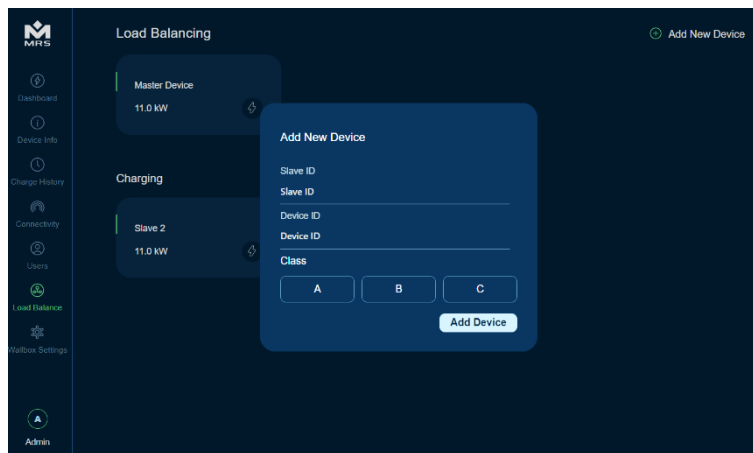 MRS
Load Balancing
Add New Device
Dashboard
Device Info
Charge History
Connectivity
Users
Load Balance
Wallbox Settings
A
Admin
Master Device
11.0 kW
Charging
Slave 2
11.0 kW
Add New Device
Slave ID
Slave ID
Device ID
Device ID
Class
A B C
Add Device